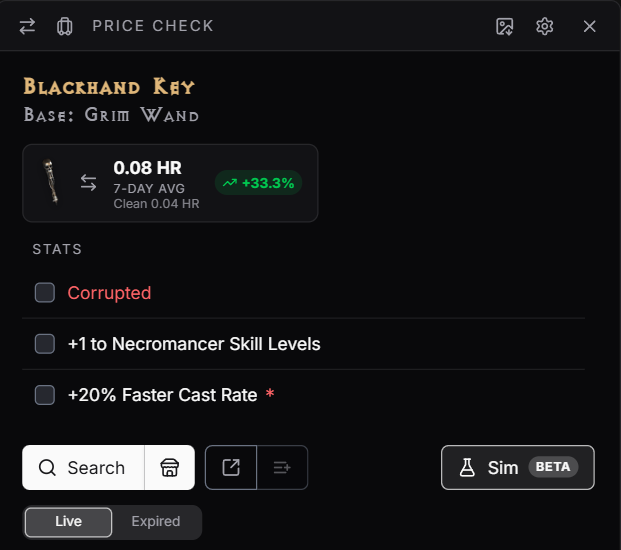 PRICE CHECK
Blackhand Key
Base: Grim Wand
0.08 HR
7-DAY AVG
+33.3%
Clean 0.04 HR
STATS
Corrupted
+1 to Necromancer Skill Levels
+20% Faster Cast Rate *
Search
Sim BETA
Live Expired